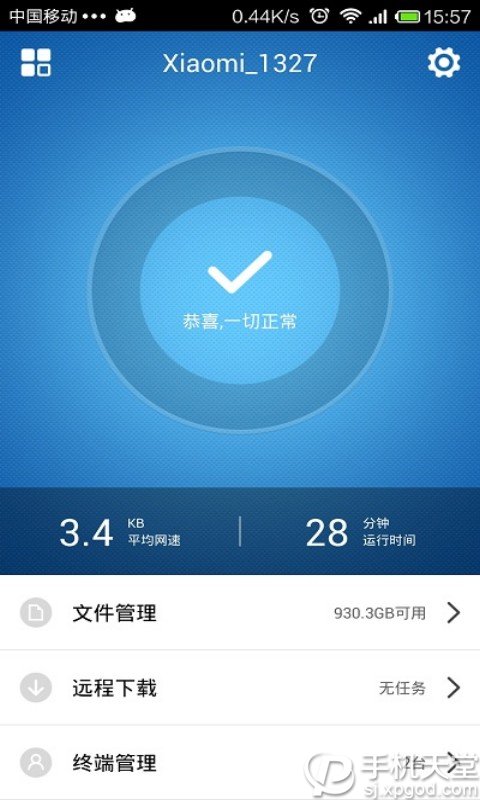 中国移动 0.44K/s 15:57
Xiaomi_1327
恭喜,一切正常
3.4 KB 平均网速 28 分钟 运行时间
文件管理 930.3GB可用
远程下载 无任务
终端管理 2台
手机天堂
sj.xpgod.com